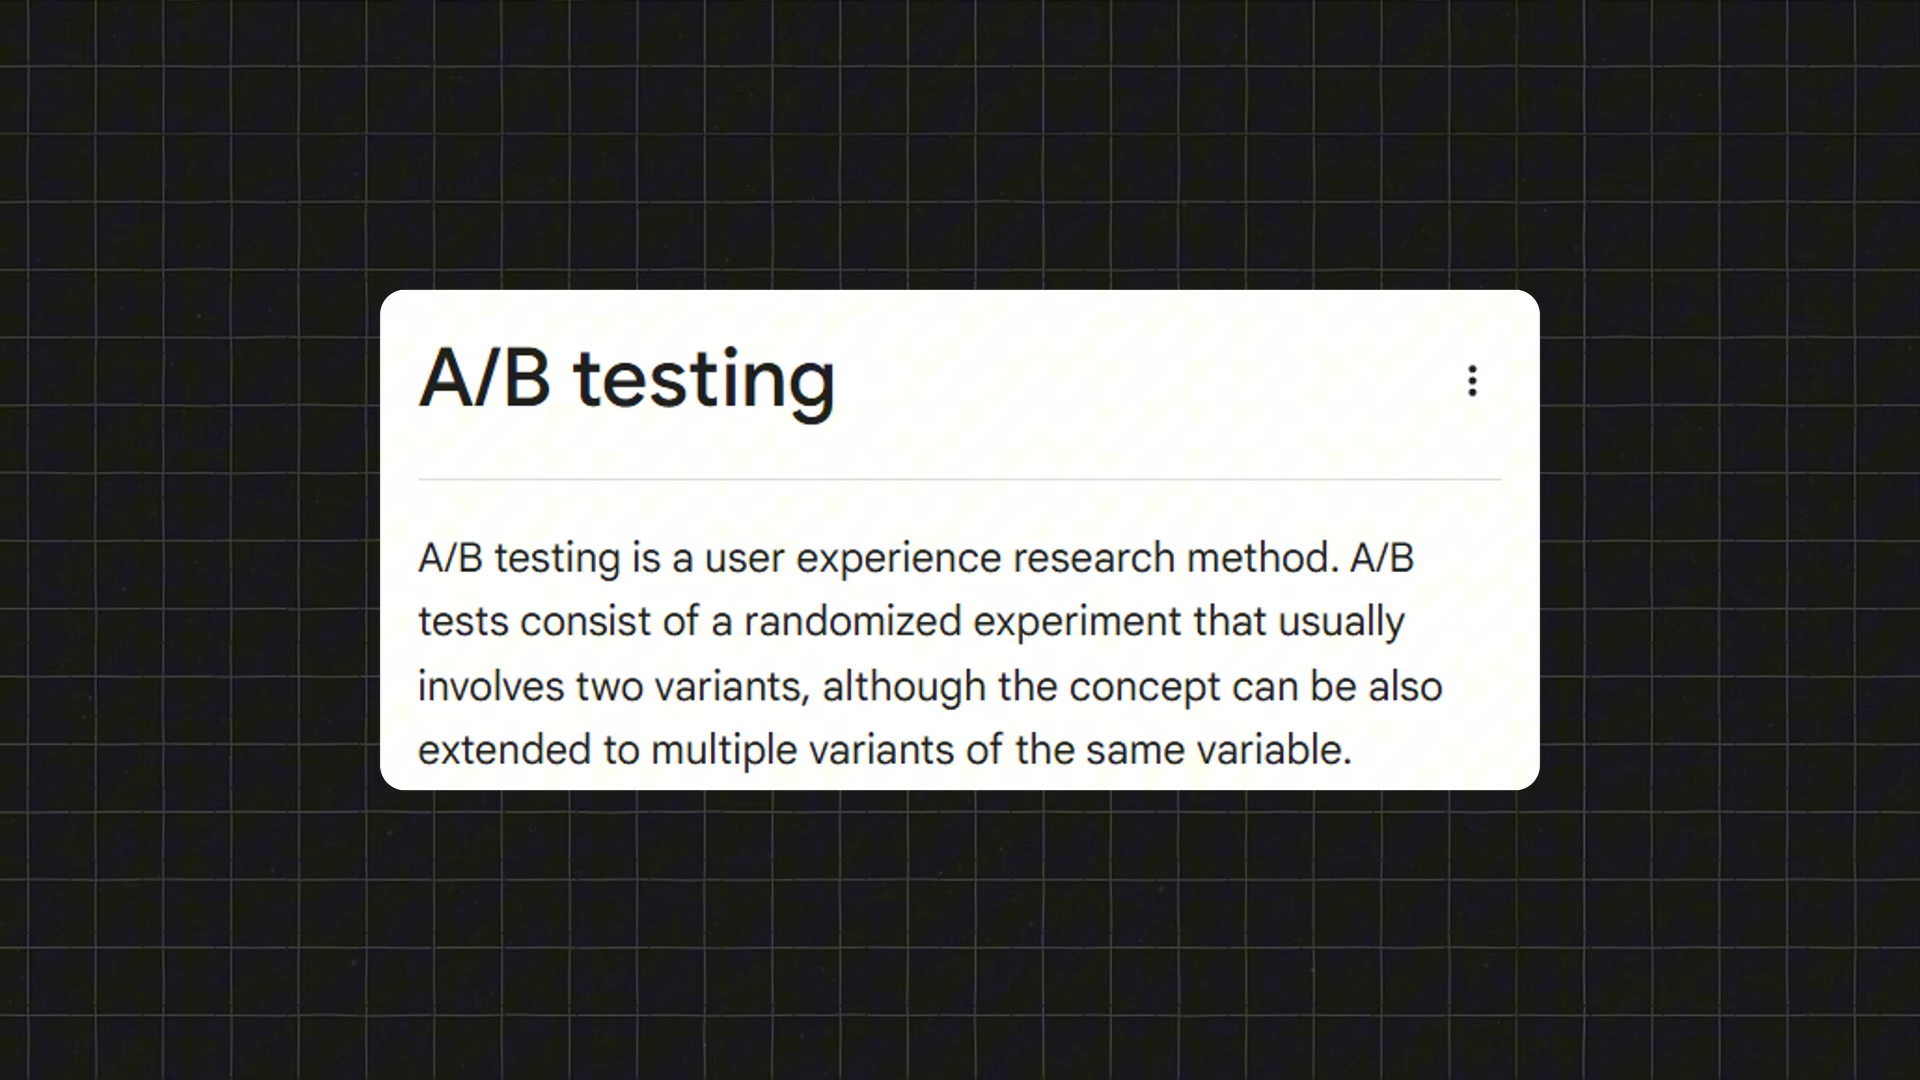 A/B testing
A/B testing is a user experience research method. A/B
tests consist of a randomized experiment that usually
involves two variants, although the concept can be also
extended to multiple variants of the same variable.